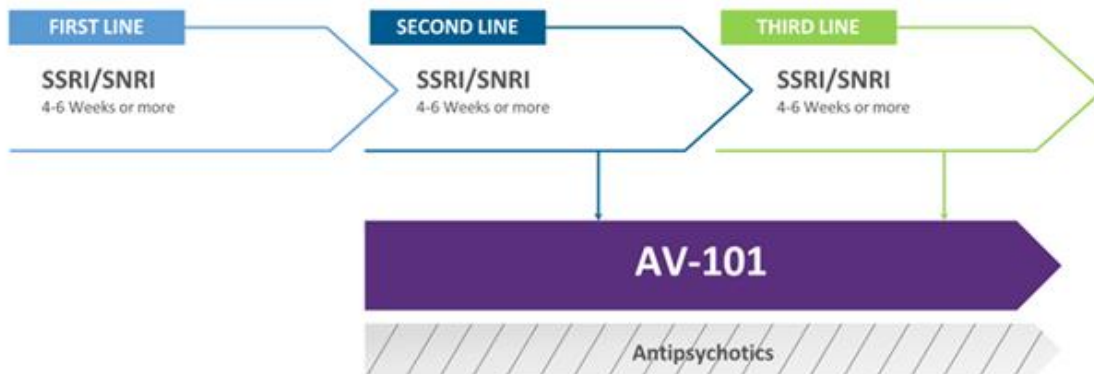 FIRST LINE
SSRI/SNRI
4-6 Weeks or more
SECOND LINE
SSRI/SNRI
4-6 Weeks or more
THIRD LINE
SSRI/SNRI
4-6 Weeks or more
AV-101
Antipsychotics